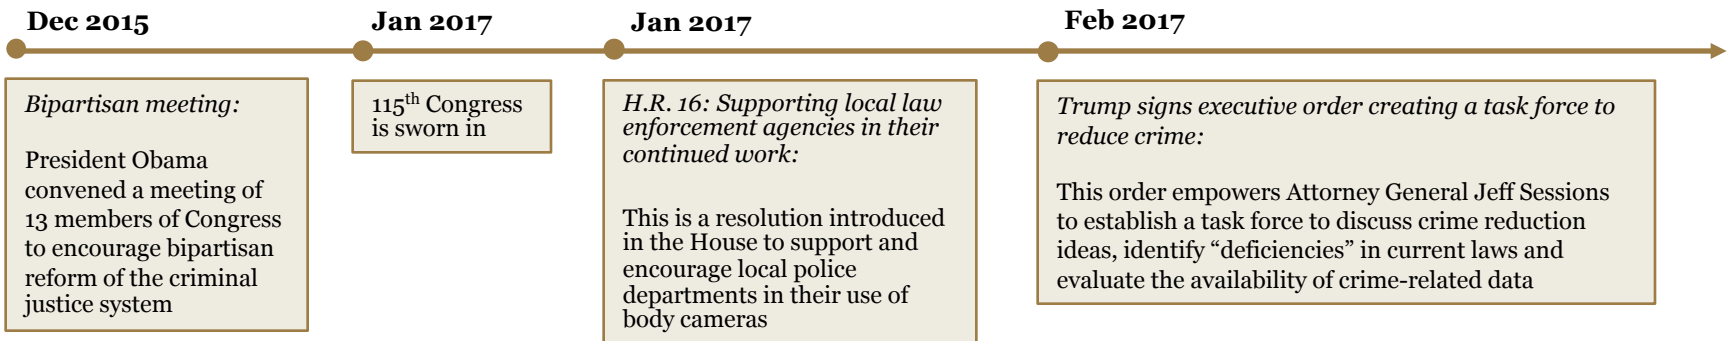 Dec 2015
Jan 2017
Jan 2017
Feb 2017
Bipartisan meeting:
President Obama
convened a meeting of
13 members of Congress
to encourage bipartisan
reform of the criminal
justice system
115th Congress
is sworn in
H.R. 16: Supporting local law
enforcement agencies in their
continued work:
This is a resolution introduced
in the House to support and
encourage local police
departments in their use of
body cameras
Trump signs executive order creating a task force to
reduce crime:
This order empowers Attorney General Jeff Sessions
to establish a task force to discuss crime reduction
ideas, identify “deficiencies” in current laws and
evaluate the availability of crime-related data